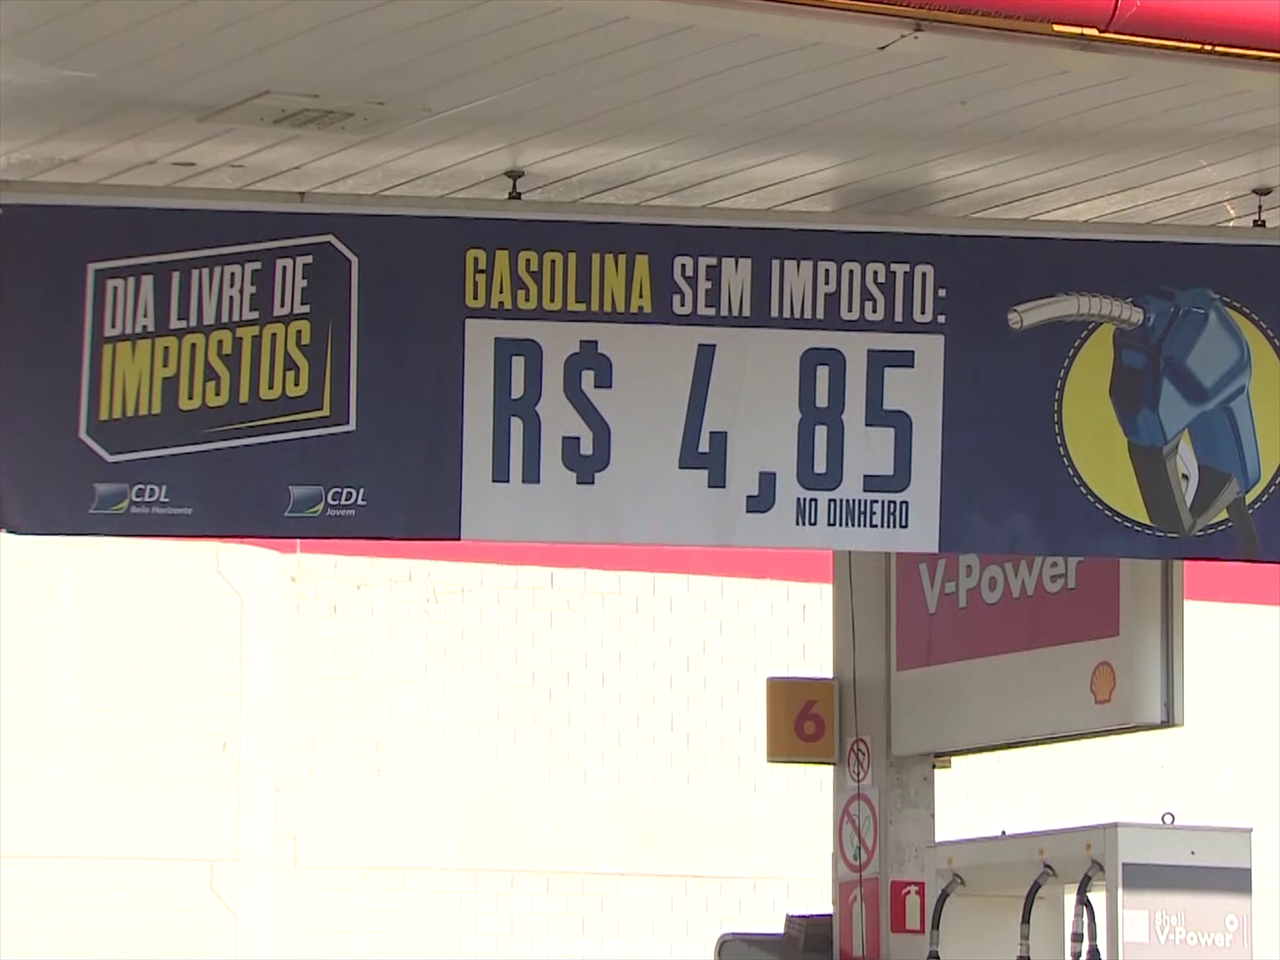 DIA LIVRE DE
IMPOSTOS
CDL
Belo Horizonte
CDL
Jovem
GASOLINA SEM IMPOSTO:
R$ 4,85
NO DINHEIRO
V-Power
6
Shell
V-Power